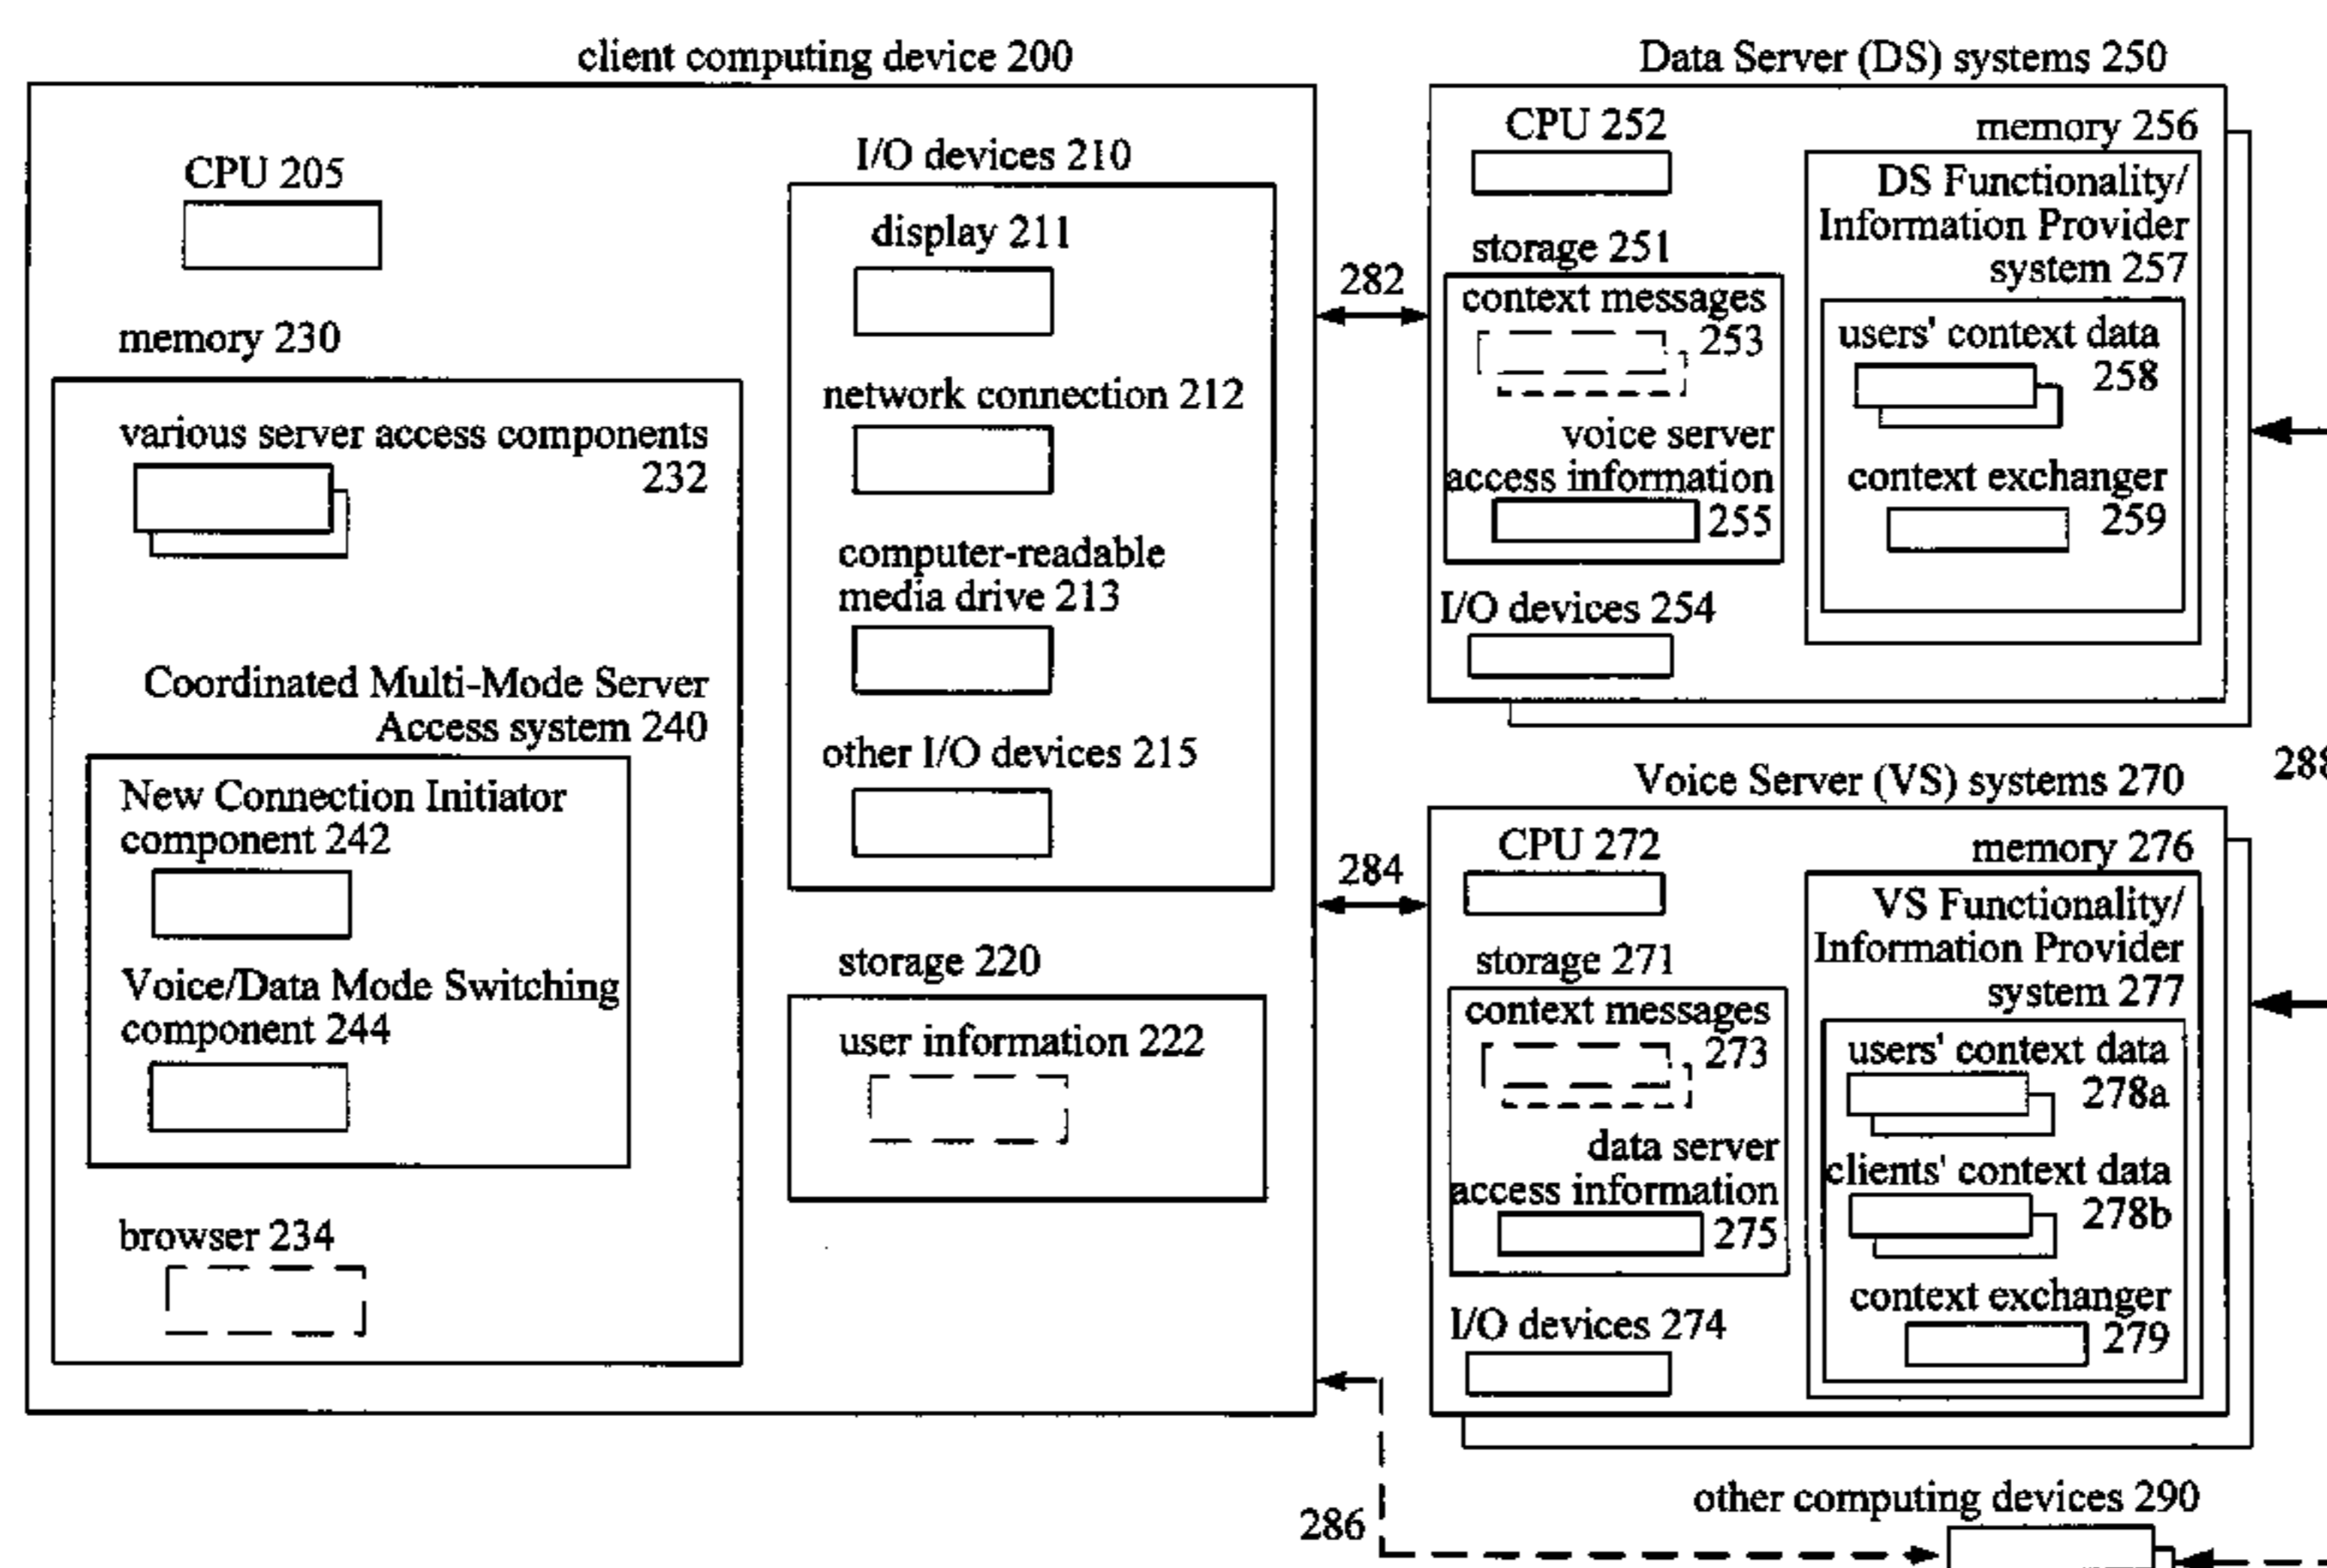 client computing device 200
CPU 205
memory 230
various server access components
232
Coordinated Multi-Mode Server
Access system 240
New Connection Initiator
component 242
Voice/Data Mode Switching
component 244
browser 234
I/O devices 210
display 211
network connection 212
computer-readable
media drive 213
other I/O devices 215
storage 220
user information 222
282
284
286
Data Server (DS) systems 250
CPU 252
storage 251
context messages
253
voice server
access information
255
I/O devices 254
memory 256
DS Functionality/
Information Provider
system 257
users' context data
258
context exchanger
259
288
Voice Server (VS) systems 270
CPU 272
storage 271
context messages
273
data server
access information
275
I/O devices 274
memory 276
VS Functionality/
Information Provider
system 277
users' context data
278a
clients' context data
278b
context exchanger
279
other computing devices 290